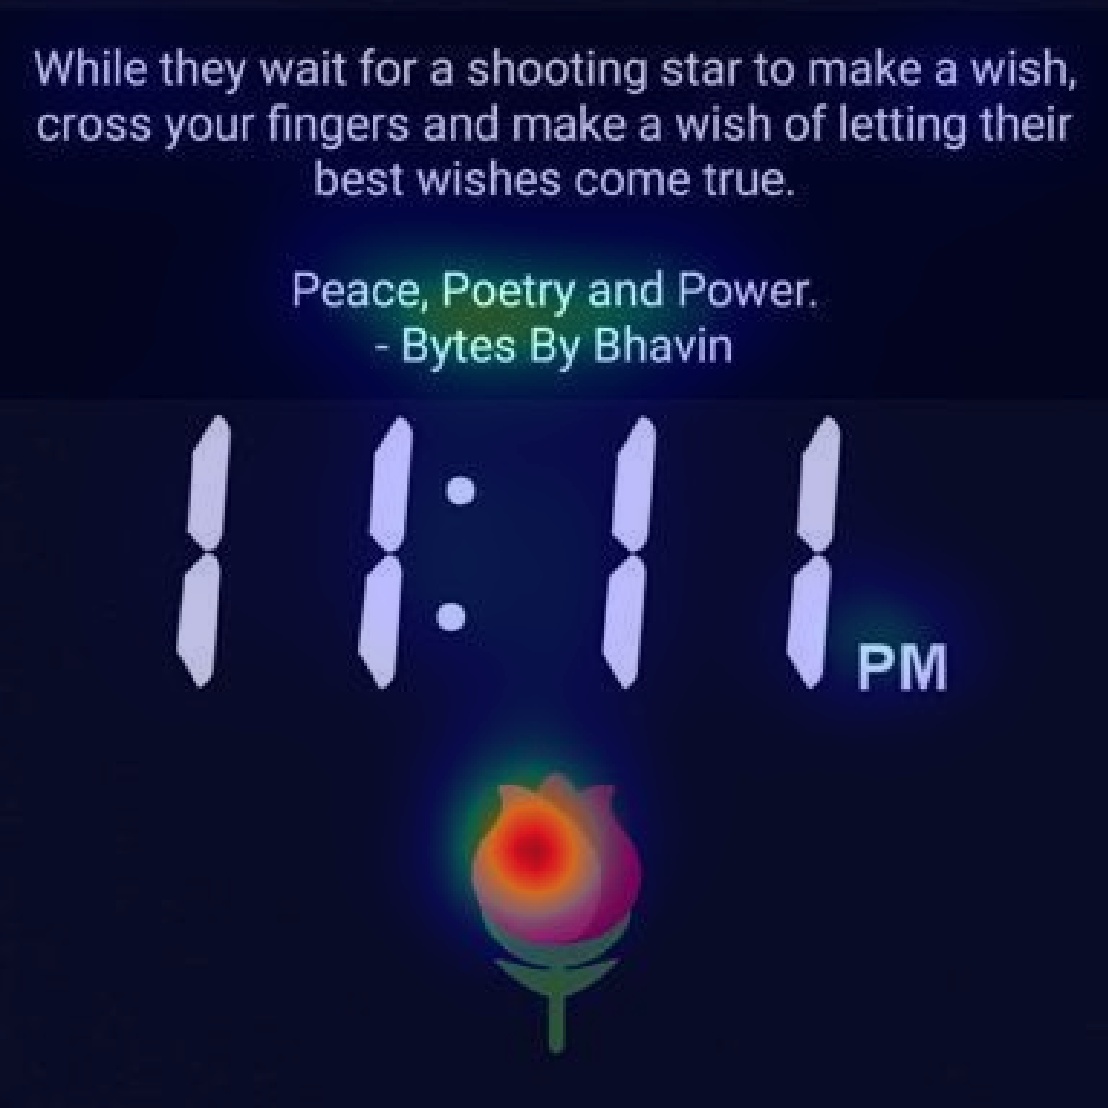 While they wait for a shooting star to make a wish,
cross your fingers and make a wish of letting their
best wishes come true.
Peace, Poetry and Power.
- Bytes By Bhavin
11:11 PM